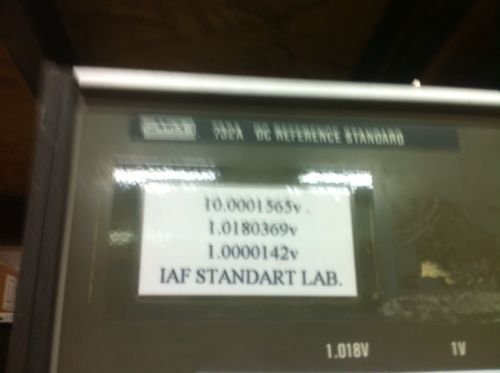 FLUKE 732A DC REFERENCE STANDARD
10.0001565v
1.0180369v
1.0000142v
IAF STANDART LAB.
1.018V 1V